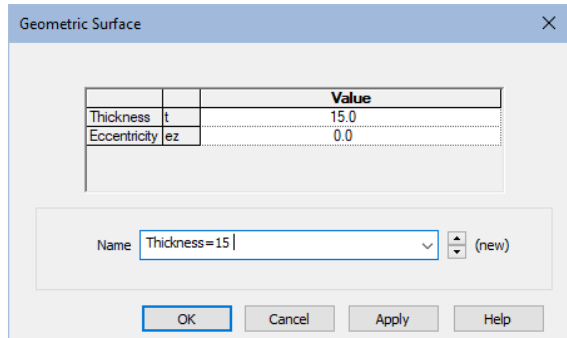 Geometric Surface
Value
Thickness t 15.0
Eccentricity ez 0.0
Name Thickness=15 (new)
OK Cancel Apply Help